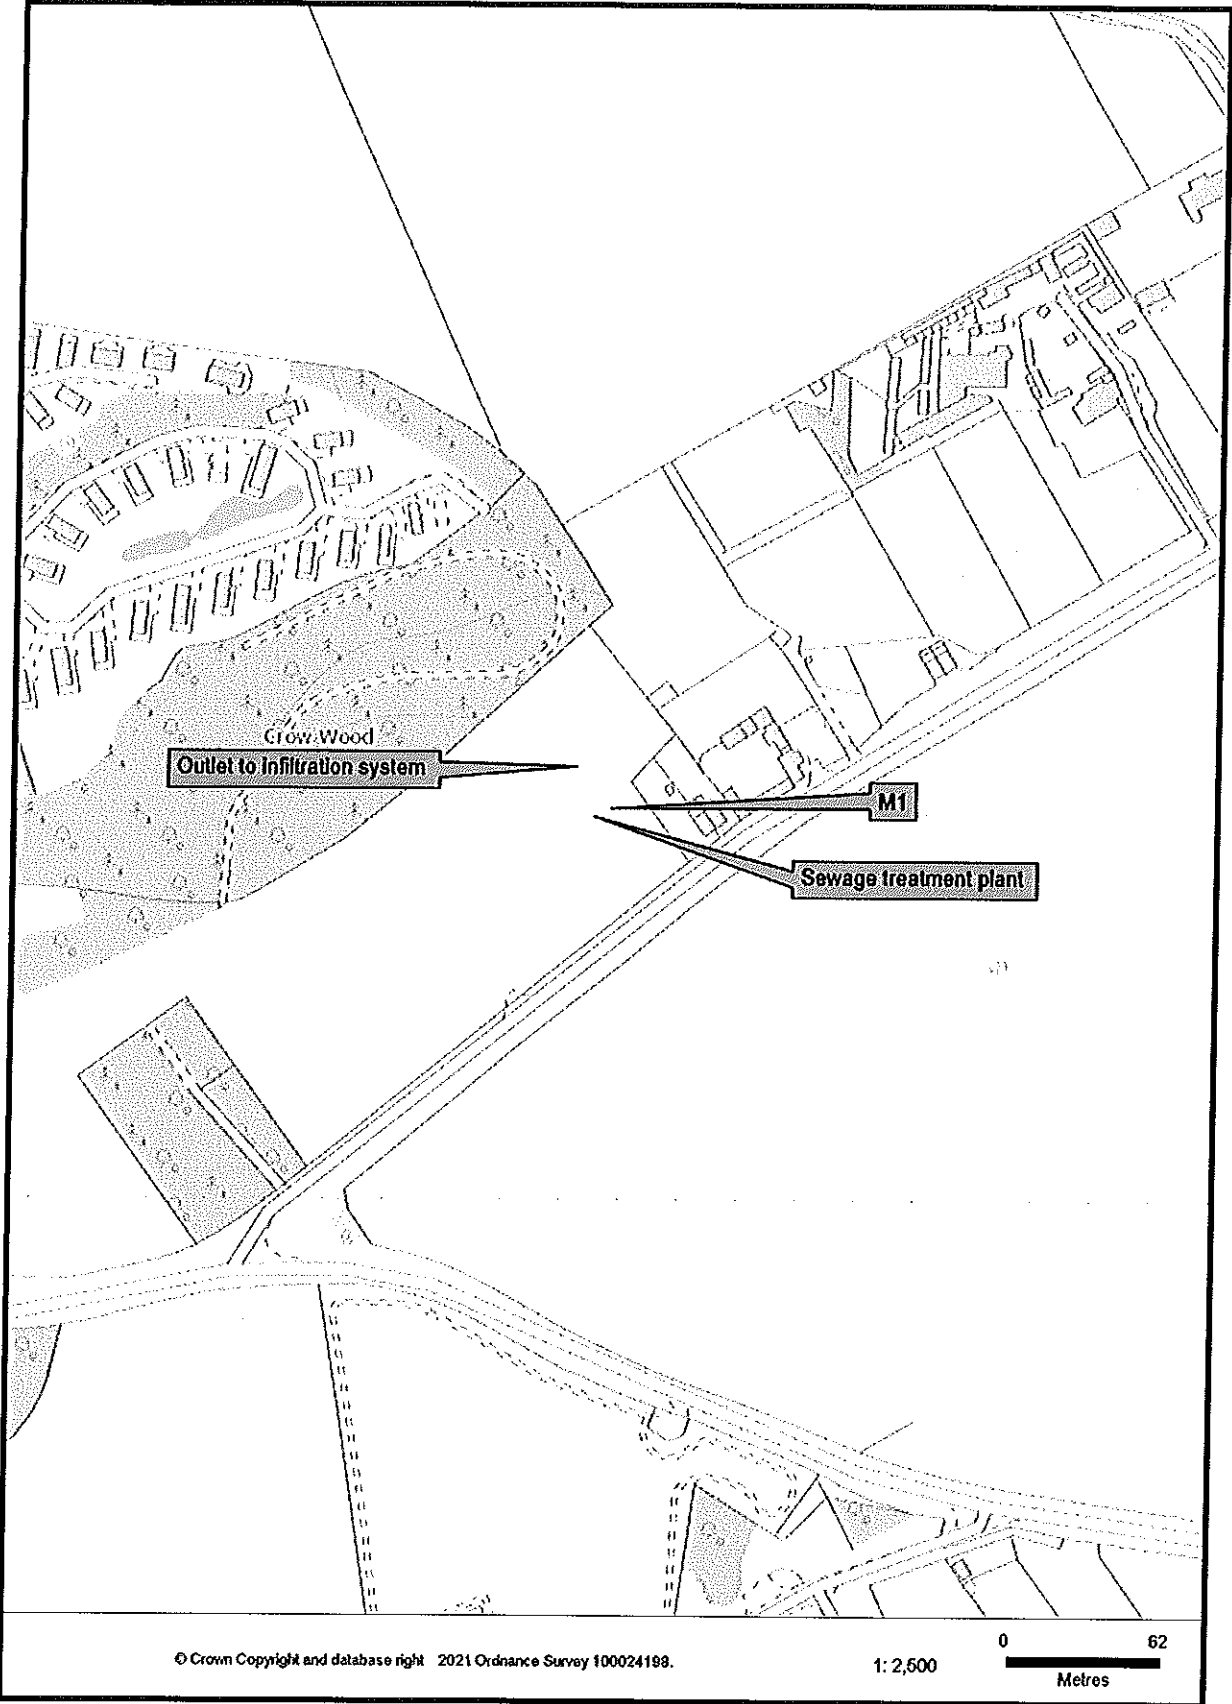 Crow Wood
Outlet to infiltration system
M1
Sewage treatment plant
© Crown Copyright and database right 2021 Ordnance Survey 100024198.
1: 2,500
0 62
Metres